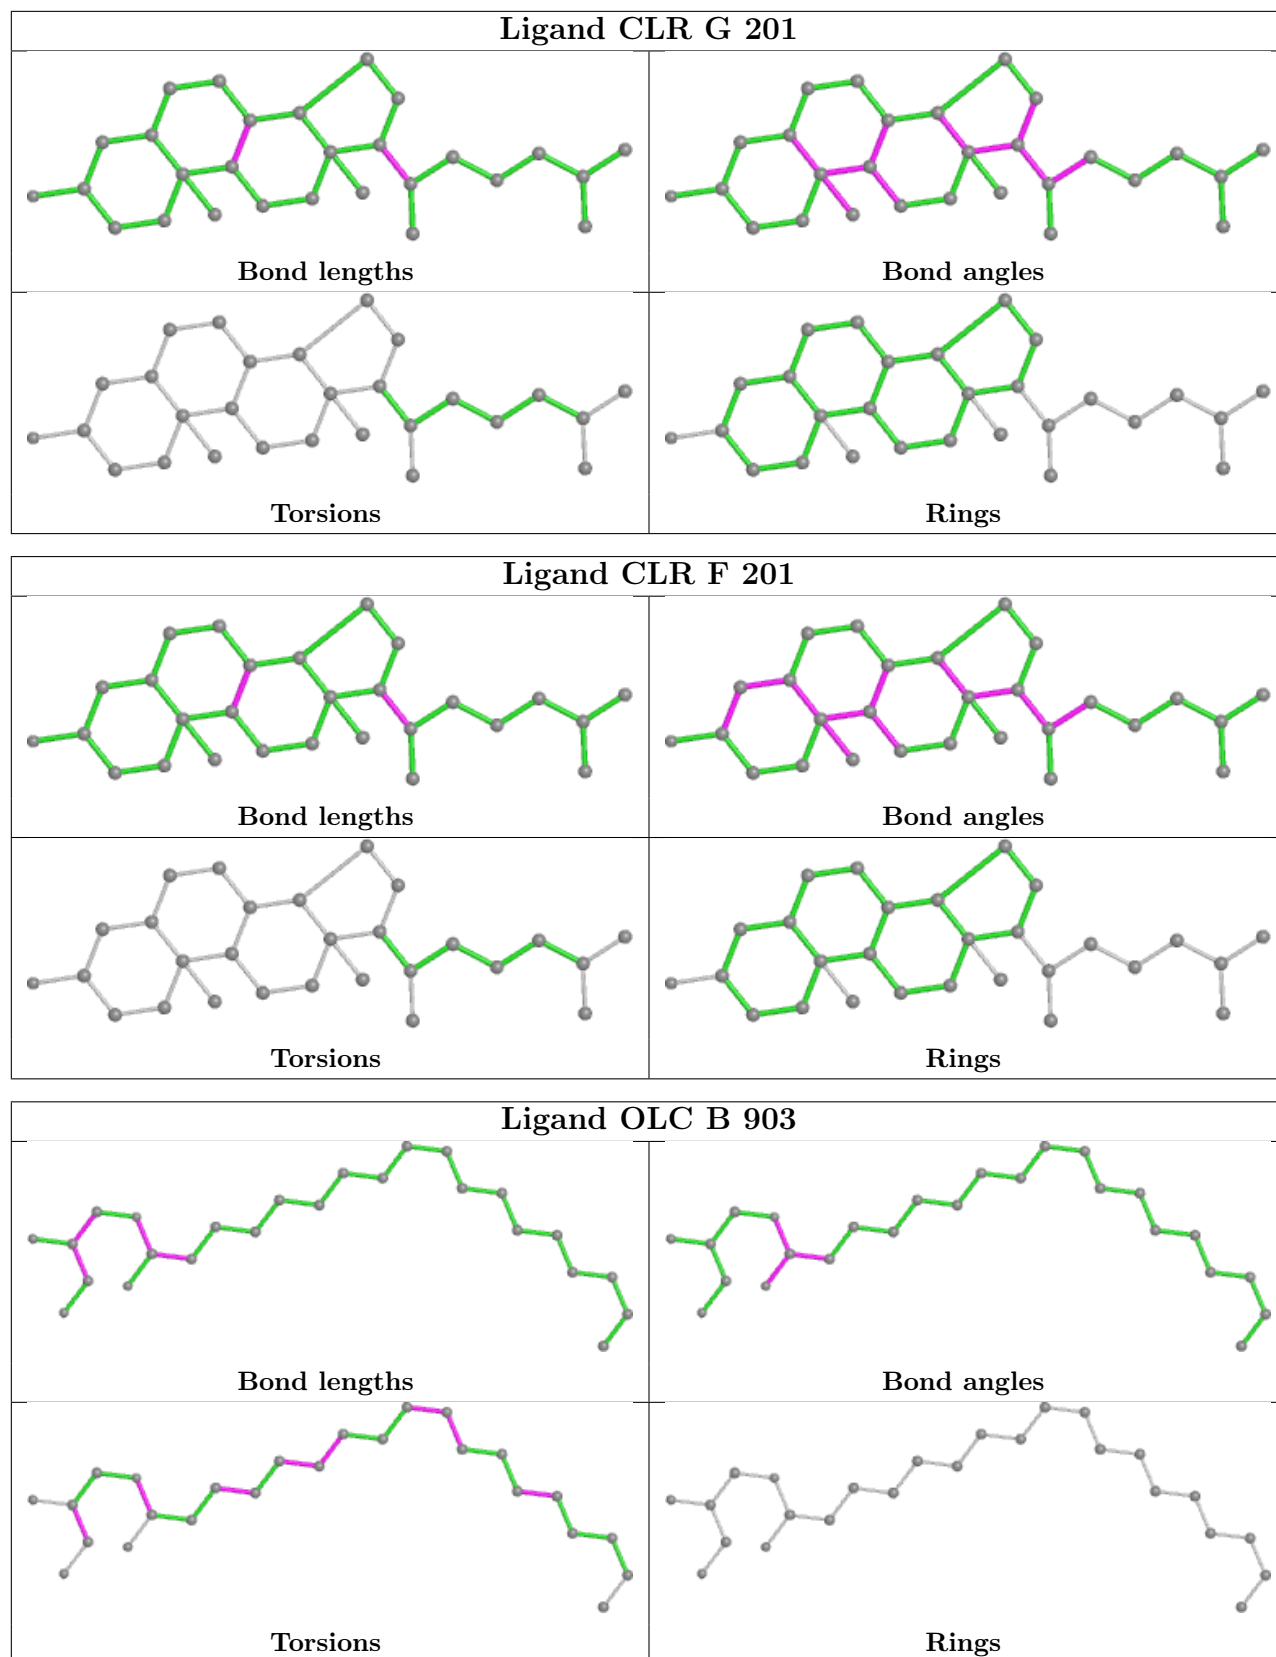 Ligand CLR G 201
Bond lengths
Bond angles
Torsions
Rings
Ligand CLR F 201
Bond lengths
Bond angles
Torsions
Rings
Ligand OLC B 903
Bond lengths
Bond angles
Torsions
Rings